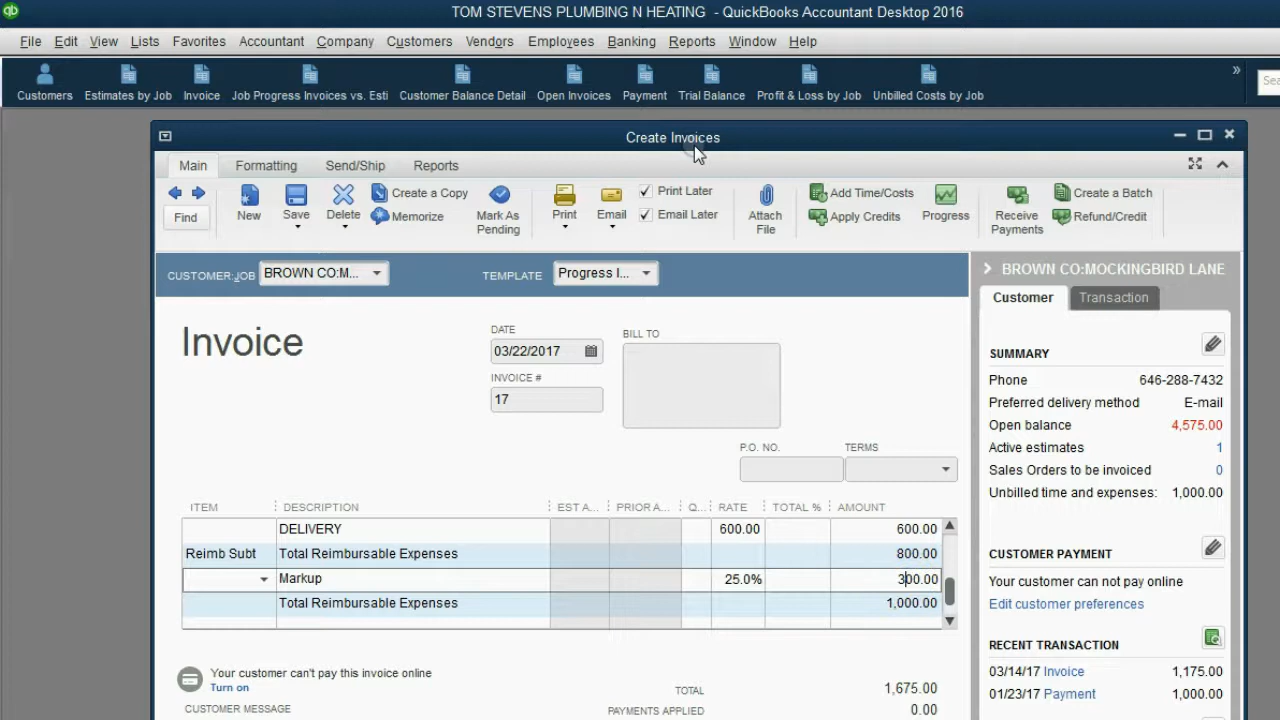 TOM STEVENS PLUMBING N HEATING - QuickBooks Accountant Desktop 2016
File Edit View Lists Favorites Accountant Company Customers Vendors Employees Banking Reports Window Help
Customers Estimates by Job Invoice Job Progress Invoices vs. Esti Customer Balance Detail Open Invoices Payment Trial Balance Profit & Loss by Job Unbilled Costs by Job » Sea
Create Invoices
Main Formatting Send/Ship Reports
Find New Save Delete Create a Copy Memorize Mark As Pending Print Email Print Later Email Later Attach File Add Time/Costs Apply Credits Progress Receive Payments Create a Batch Refund/Credit
CUSTOMER:JOB BROWN CO:M... TEMPLATE Progress I...
BROWN CO:MOCKINGBIRD LANE
Customer Transaction
Invoice
DATE
03/22/2017
INVOICE #
17
BILL TO
P.O. NO. TERMS
ITEM DESCRIPTION EST A... PRIOR A... Q... RATE TOTAL % AMOUNT
DELIVERY 600.00 600.00
Reimb Subt Total Reimbursable Expenses 800.00
Markup 25.0% 300.00
Total Reimbursable Expenses 1,000.00
Your customer can't pay this invoice online
Turn on
CUSTOMER MESSAGE
TOTAL 1,675.00
PAYMENTS APPLIED 0.00
SUMMARY
Phone 646-288-7432
Preferred delivery method E-mail
Open balance 4,575.00
Active estimates 1
Sales Orders to be invoiced 0
Unbilled time and expenses: 1,000.00
CUSTOMER PAYMENT
Your customer can not pay online
Edit customer preferences
RECENT TRANSACTION
03/14/17 Invoice 1,175.00
01/23/17 Payment 1,000.00